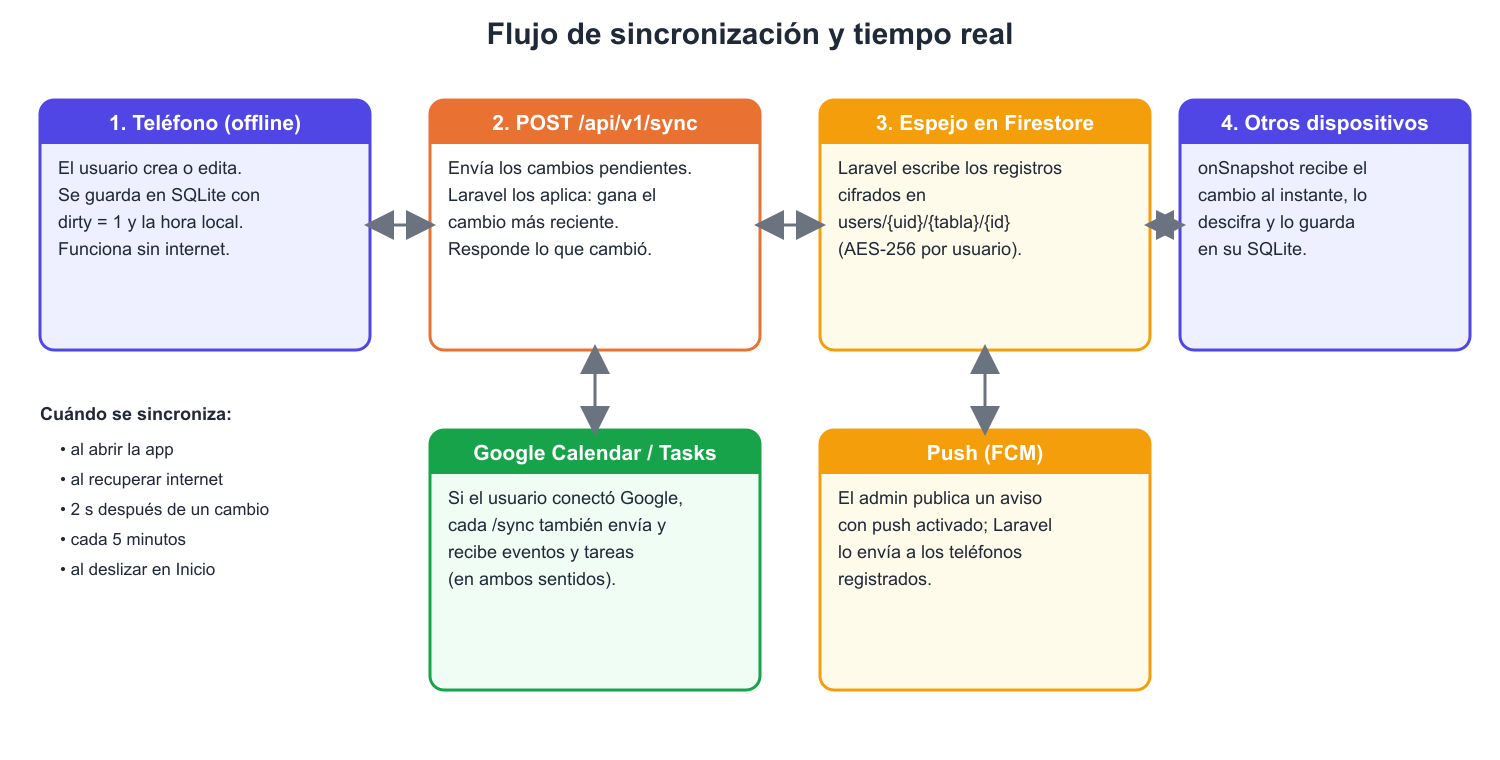 Flujo de sincronización y tiempo real
1. Teléfono (offline)
El usuario crea o edita.
Se guarda en SQLite con
dirty = 1 y la hora local.
Funciona sin internet.
2. POST /api/v1/sync
Envía los cambios pendientes.
Laravel los aplica: gana el
cambio más reciente.
Responde lo que cambió.
3. Espejo en Firestore
Laravel escribe los registros
cifrados en
users/{uid}/{tabla}/{id}
(AES-256 por usuario).
4. Otros dispositivos
onSnapshot recibe el
cambio al instante, lo
descifra y lo guarda
en su SQLite.
Cuándo se sincroniza:
• al abrir la app
• al recuperar internet
• 2 s después de un cambio
• cada 5 minutos
• al deslizar en Inicio
Google Calendar / Tasks
Si el usuario conectó Google,
cada /sync también envía y
recibe eventos y tareas
(en ambos sentidos).
Push (FCM)
El admin publica un aviso
con push activado; Laravel
lo envía a los teléfonos
registrados.